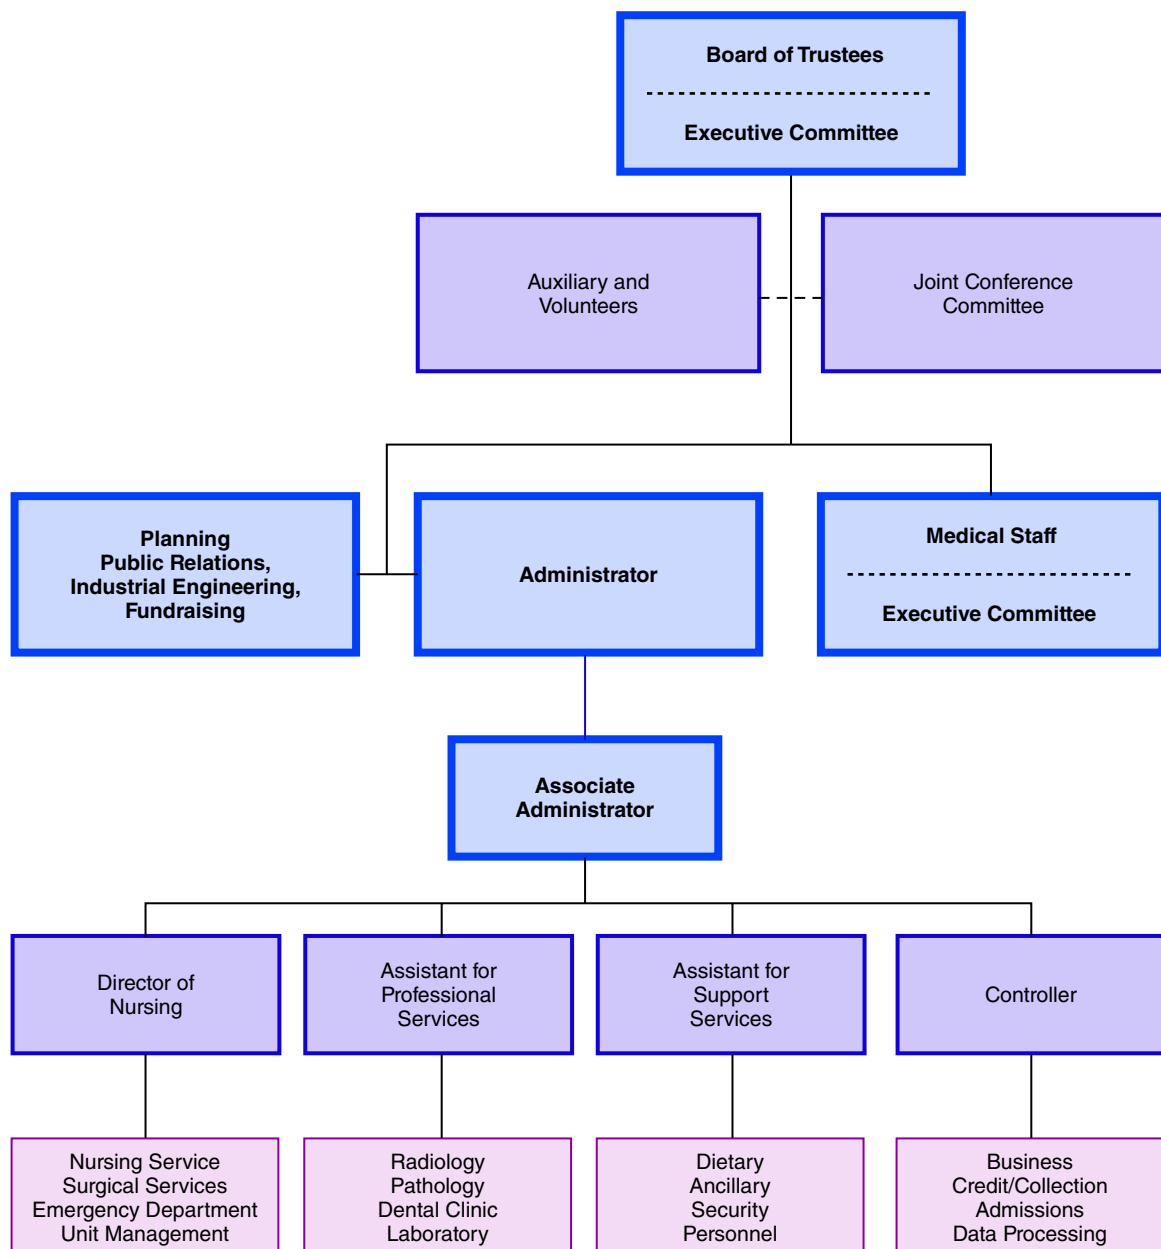 Board of Trustees
Executive Committee
Auxiliary and
Volunteers
Joint Conference
Committee
Planning
Public Relations,
Industrial Engineering,
Fundraising
Administrator
Medical Staff
Executive Committee
Associate
Administrator
Director of
Nursing
Assistant for
Professional
Services
Assistant for
Support
Services
Controller
Nursing Service
Surgical Services
Emergency Department
Unit Management
Radiology
Pathology
Dental Clinic
Laboratory
Dietary
Ancillary
Security
Personnel
Business
Credit/Collection
Admissions
Data Processing